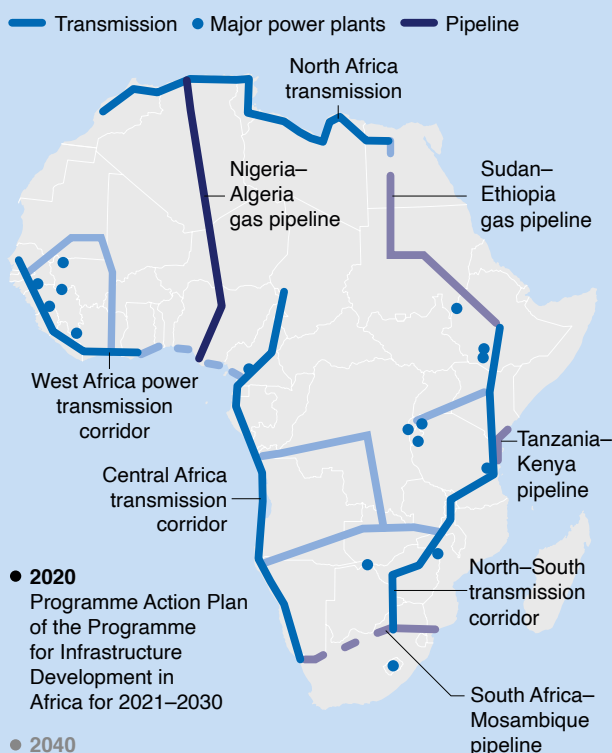 Transmission
Major power plants
Pipeline
North Africa
transmission
Nigeria–
Algeria
gas pipeline
Sudan–
Ethiopia
gas pipeline
West Africa power
transmission
corridor
Central Africa
transmission
corridor
Tanzania–
Kenya
pipeline
North–South
transmission
corridor
South Africa–
Mosambique
pipeline
2020
Programme Action Plan
of the Programme
for Infrastructure
Development in
Africa for 2021–2030
2040